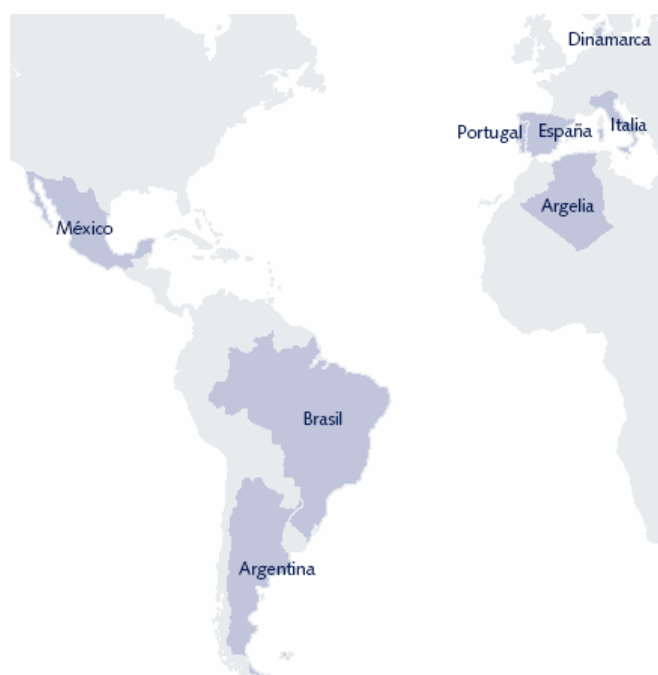 Dinamarca
Portugal
España
Italia
Argelia
México
Brasil
Argentina